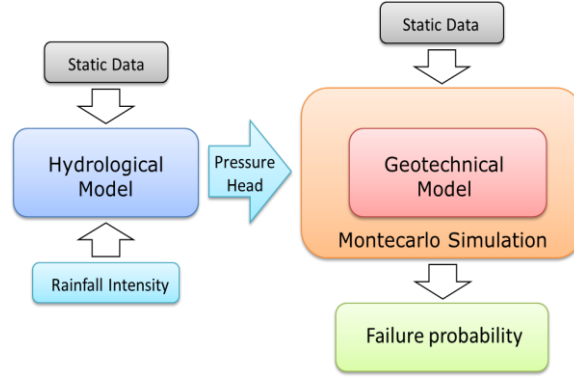 Static Data
Static Data
Hydrological
Model
Pressure
Head
Geotechnical
Model
Montecarlo Simulation
Rainfall Intensity
Failure probability